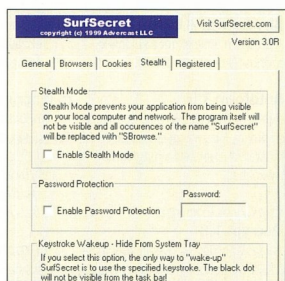 SurfSecret
copyright (c) 1999 Advercast LLC
Visit SurfSecret.com
Version 3.0R
General Browsers Cookies Stealth Registered
Stealth Mode
Stealth Mode prevents your application from being visible
on your local computer and network. The program itself will
not be visible and all occurences of the name "SurfSecret"
will be replaced with "SBrowse."
Enable Stealth Mode
Password Protection
Password:
Enable Password Protection
Keystroke Wakeup - Hide From System Tray
If you select this option, the only way to "wake-up"
SurfSecret is to use the specified keystroke. The black dot
will not be visible from the task bar!